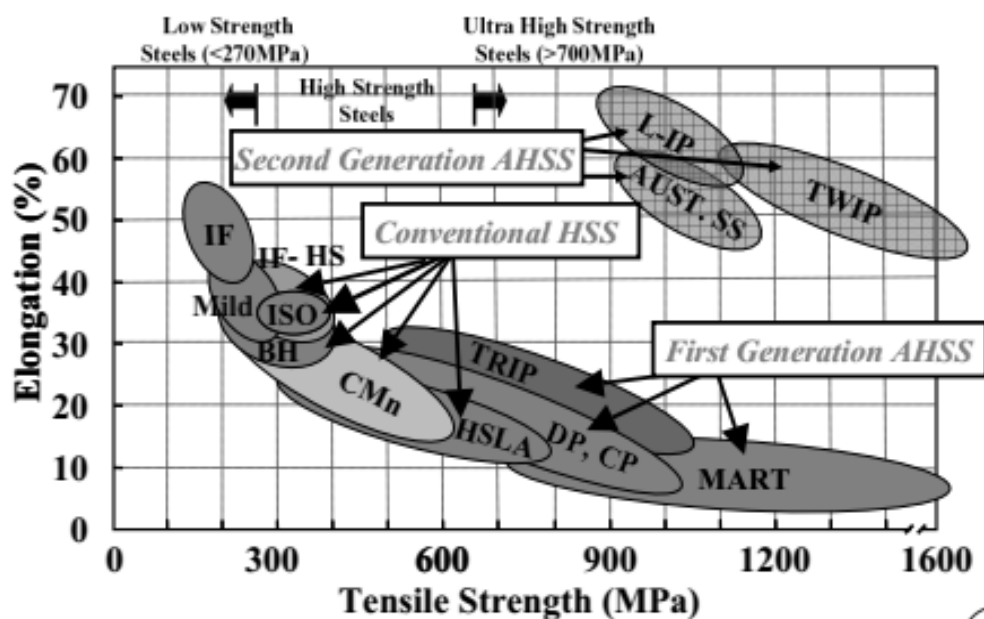 Low Strength
Steels (<270MPa)
Ultra High Strength
Steels (>700MPa)
High Strength
Steels
Elongation (%)
70
60
50
40
30
20
10
0
L-IP
Second Generation AHSS
TWIP
AUST. SS
IF
Conventional HSS
IF- HS
Mild
ISO
BH
TRIP
First Generation AHSS
CMn
HSLA
DP, CP
MART
0
300
600
900
1200
1600
Tensile Strength (MPa)